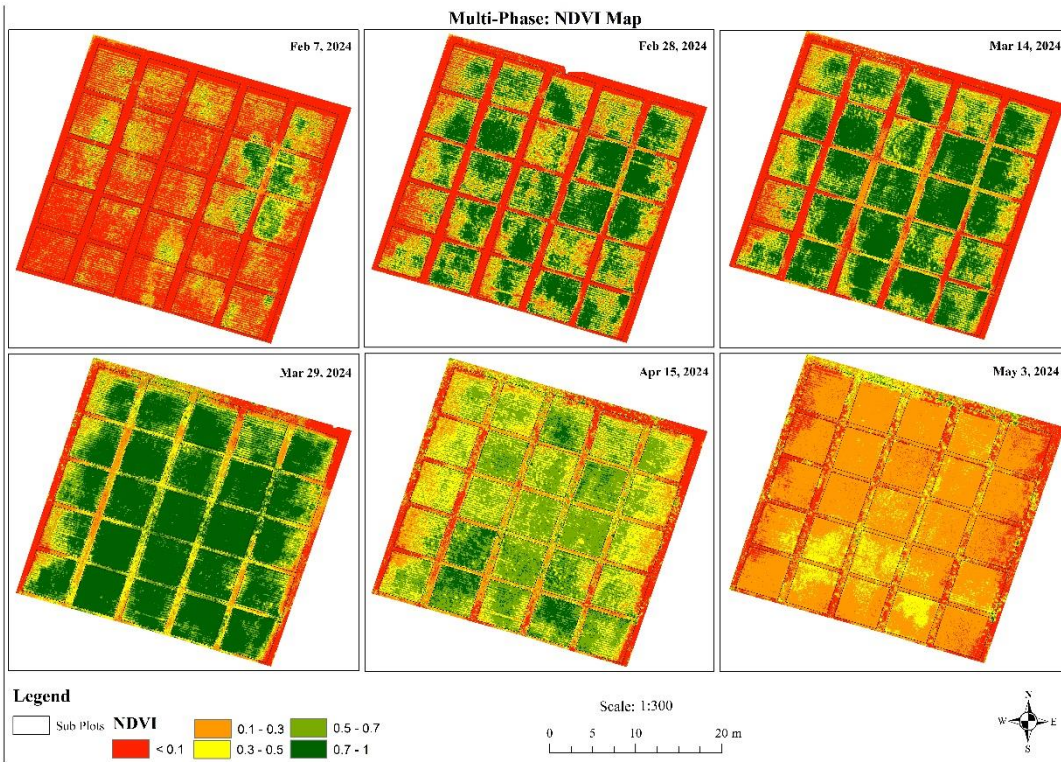 Multi-Phase: NDVI Map
Feb 7, 2024
Feb 28, 2024
Mar 14, 2024
Mar 29, 2024
Apr 15, 2024
May 3, 2024
Legend
Sub Plots
NDVI
< 0.1
0.1 - 0.3
0.3 - 0.5
0.5 - 0.7
0.7 - 1
Scale: 1:300
0 5 10 20 m
N
W E
S